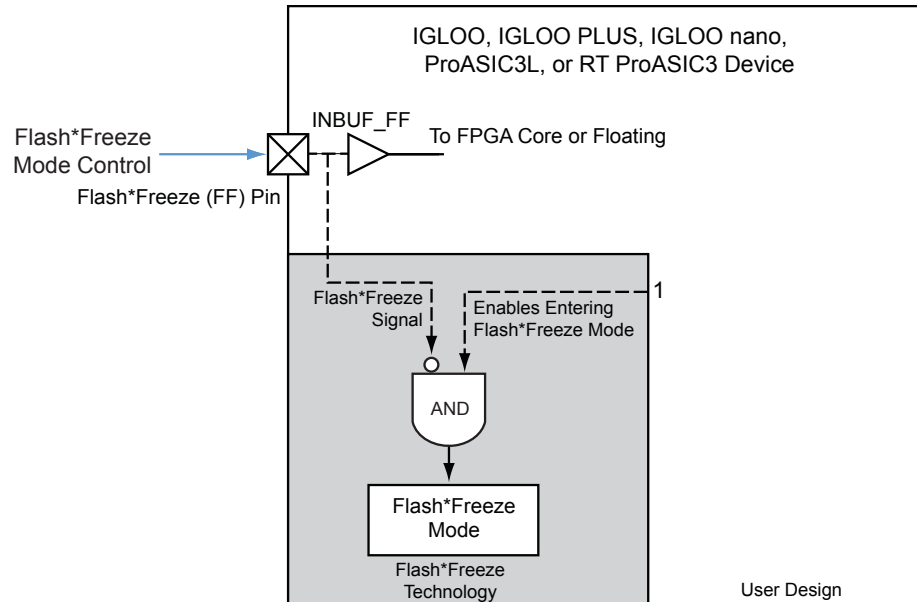 IGLOO, IGLOO PLUS, IGLOO nano,
ProASIC3L, or RT ProASIC3 Device
INBUF_FF
To FPGA Core or Floating
Flash*Freeze
Mode Control
Flash*Freeze (FF) Pin
1
Flash*Freeze
Signal
Enables Entering
Flash*Freeze Mode
AND
Flash*Freeze
Mode
Flash*Freeze
Technology
User Design